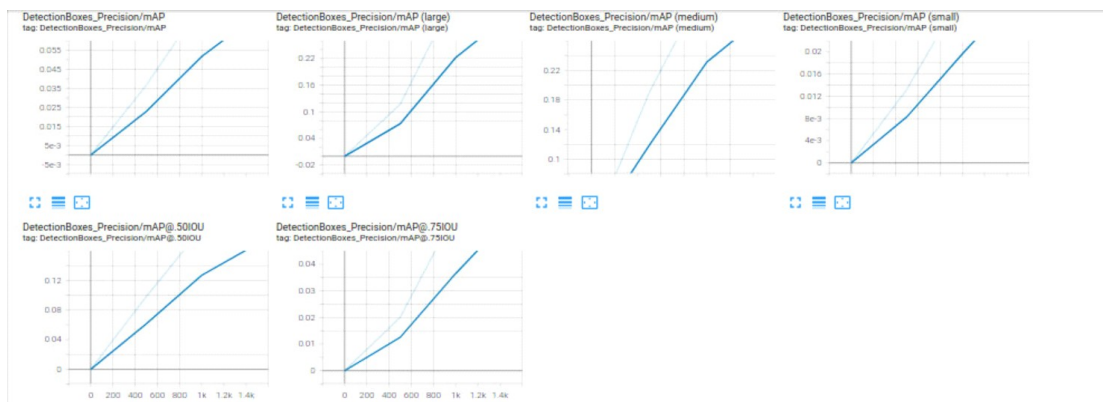 DetectionBoxes_Precision/mAP
tag: DetectionBoxes_Precision/mAP
0.055
0.045
0.035
0.025
0.015
5e-3
-5e-3
DetectionBoxes_Precision/mAP (large)
tag: DetectionBoxes_Precision/mAP (large)
0.22
0.16
0.1
0.04
-0.02
DetectionBoxes_Precision/mAP (medium)
tag: DetectionBoxes_Precision/mAP (medium)
0.22
0.18
0.14
0.1
DetectionBoxes_Precision/mAP (small)
tag: DetectionBoxes_Precision/mAP (small)
0.02
0.016
0.012
8e-3
4e-3
0
DetectionBoxes_Precision/mAP@.50IOU
tag: DetectionBoxes_Precision/mAP@.50IOU
0.12
0.08
0.04
0
0 200 400 600 800 1k 1.2k 1.4k
DetectionBoxes_Precision/mAP@.75IOU
tag: DetectionBoxes_Precision/mAP@.75IOU
0.04
0.03
0.02
0.01
0
0 200 400 600 800 1k 1.2k 1.4k